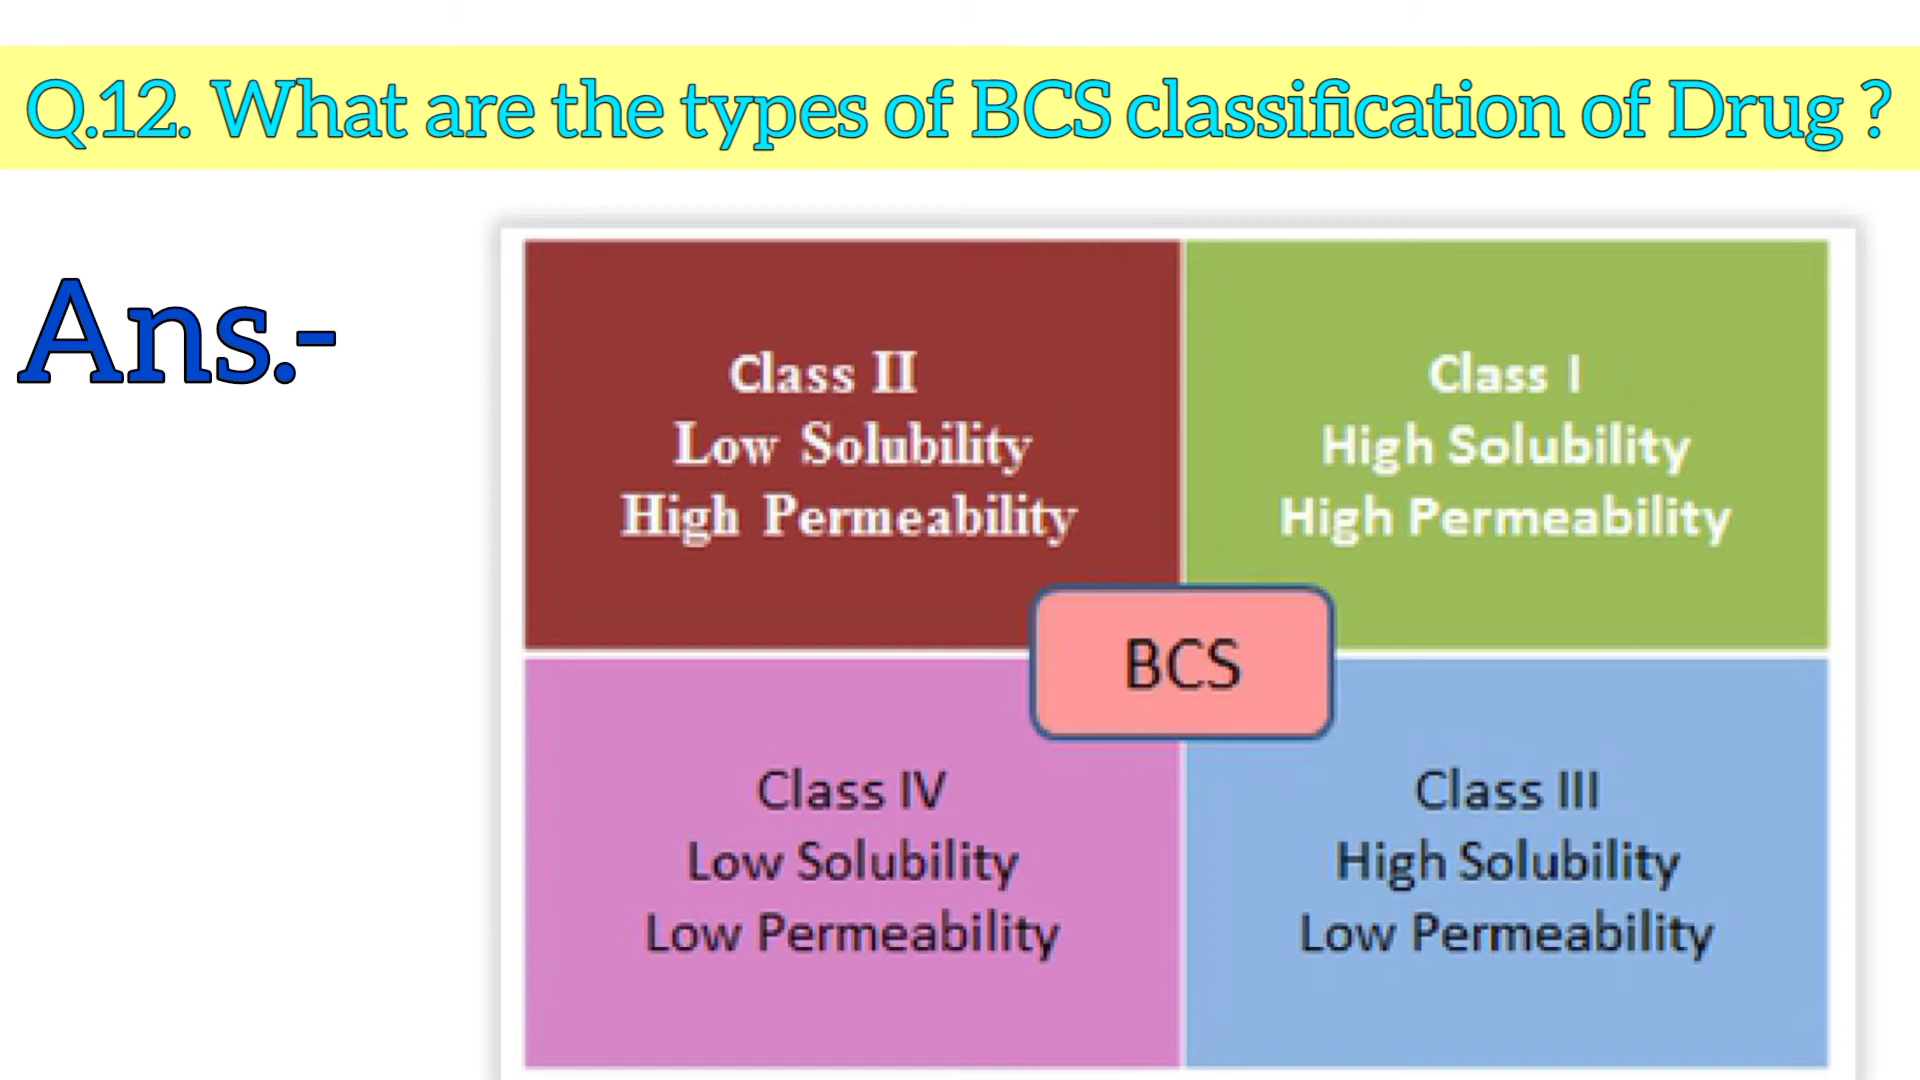 Q.12. What are the types of BCS classification of Drug ?
Ans.-
Class II
Low Solubility
High Permeability
Class I
High Solubility
High Permeability
BCS
Class IV
Low Solubility
Low Permeability
Class III
High Solubility
Low Permeability